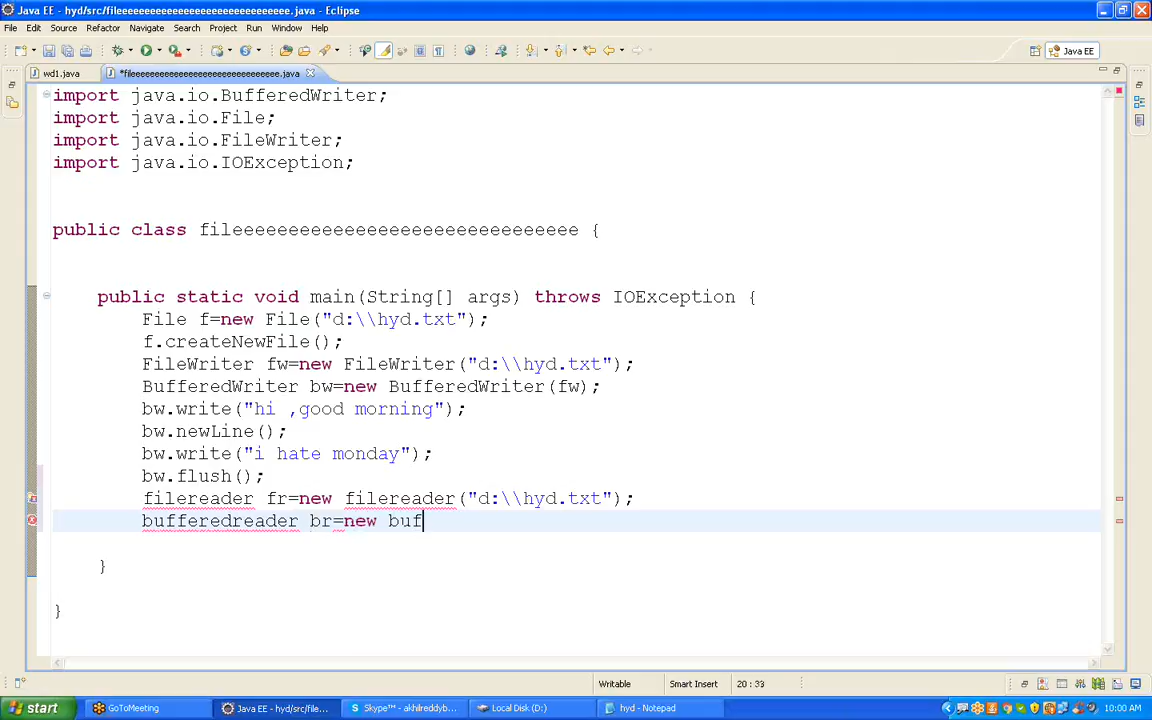 Java EE - hyd/src/fileeeeeeeeeeeeeeeeeeeeeeeeeeeeeee.java - Eclipse
File Edit Source Refactor Navigate Search Project Run Window Help
Java EE
wd1.java *fileeeeeeeeeeeeeeeeeeeeeeeeeeeeeee.java
import java.io.BufferedWriter;
import java.io.File;
import java.io.FileWriter;
import java.io.IOException;
public class fileeeeeeeeeeeeeeeeeeeeeeeeeeeeeee {
public static void main(String[] args) throws IOException {
File f=new File("d:\\hyd.txt");
f.createNewFile();
FileWriter fw=new FileWriter("d:\\hyd.txt");
BufferedWriter bw=new BufferedWriter(fw);
bw.write("hi ,good morning");
bw.newLine();
bw.write("i hate monday");
bw.flush();
filereader fr=new filereader("d:\\hyd.txt");
bufferedreader br=new buf
}
}
Writable Smart Insert 20 : 33
start GoToMeeting Java EE - hyd/src/file... Skype™ - akhilreddyb... Local Disk (D:) hyd - Notepad 10:00 AM